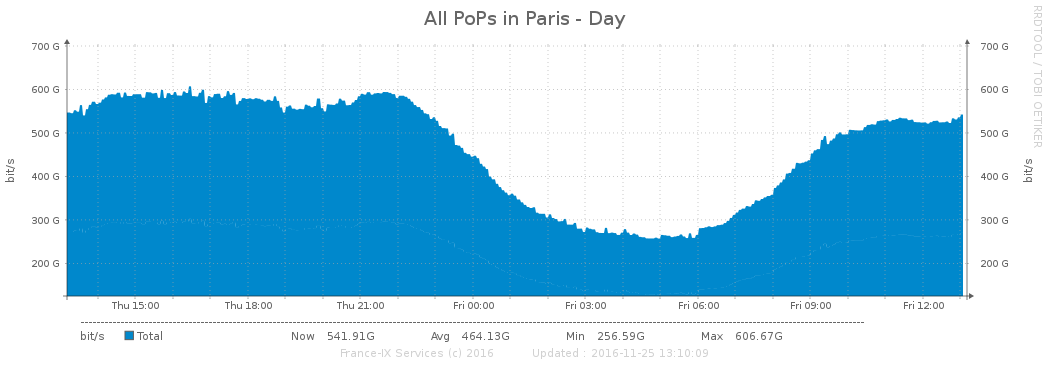 All PoPs in Paris - Day
RRDTOOL / TOBI OETIKER
700 G 700 G
600 G 600 G
500 G 500 G
400 G 400 G
300 G 300 G
200 G 200 G
bit/s
bit/s
Thu 15:00 Thu 18:00 Thu 21:00 Fri 00:00 Fri 03:00 Fri 06:00 Fri 09:00 Fri 12:00
bit/s Total Now 541.91G Avg 464.13G Min 256.59G Max 606.67G
France-IX Services (c) 2016 Updated : 2016-11-25 13:10:09